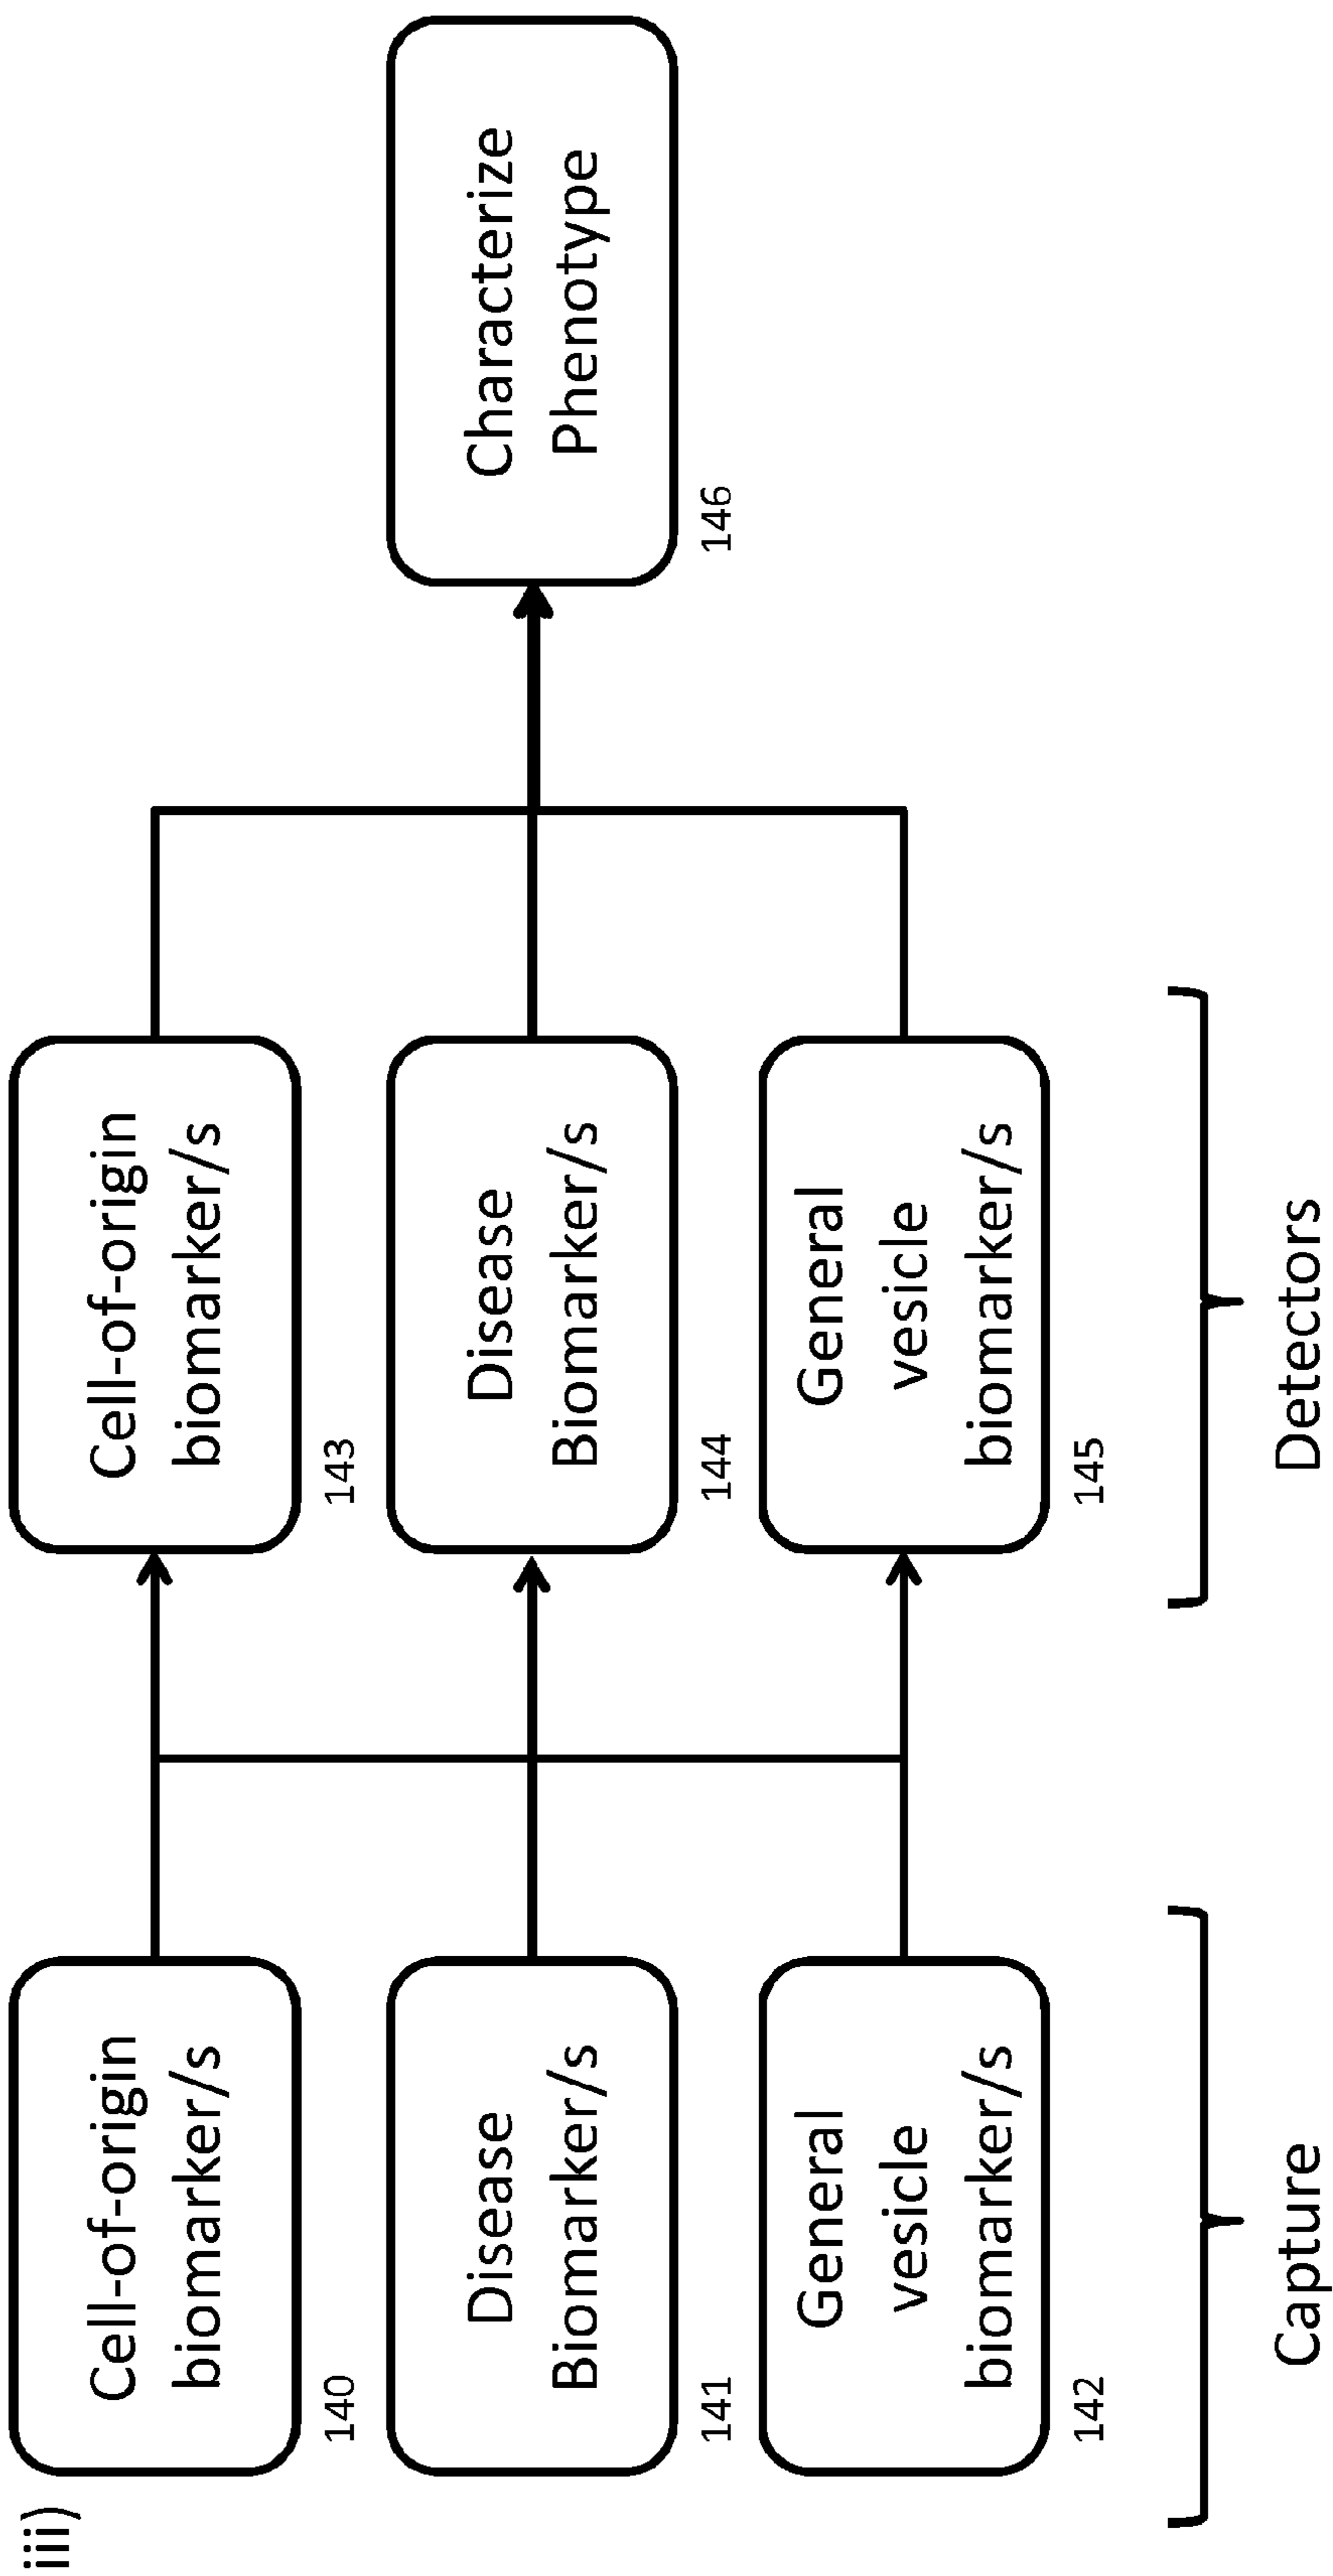 iii)
Cell-of-origin
biomarker/s
140
Disease
Biomarker/s
141
General
vesicle
biomarker/s
142
Capture
Cell-of-origin
biomarker/s
143
Disease
Biomarker/s
144
General
vesicle
biomarker/s
145
Detectors
Characterize
Phenotype
146